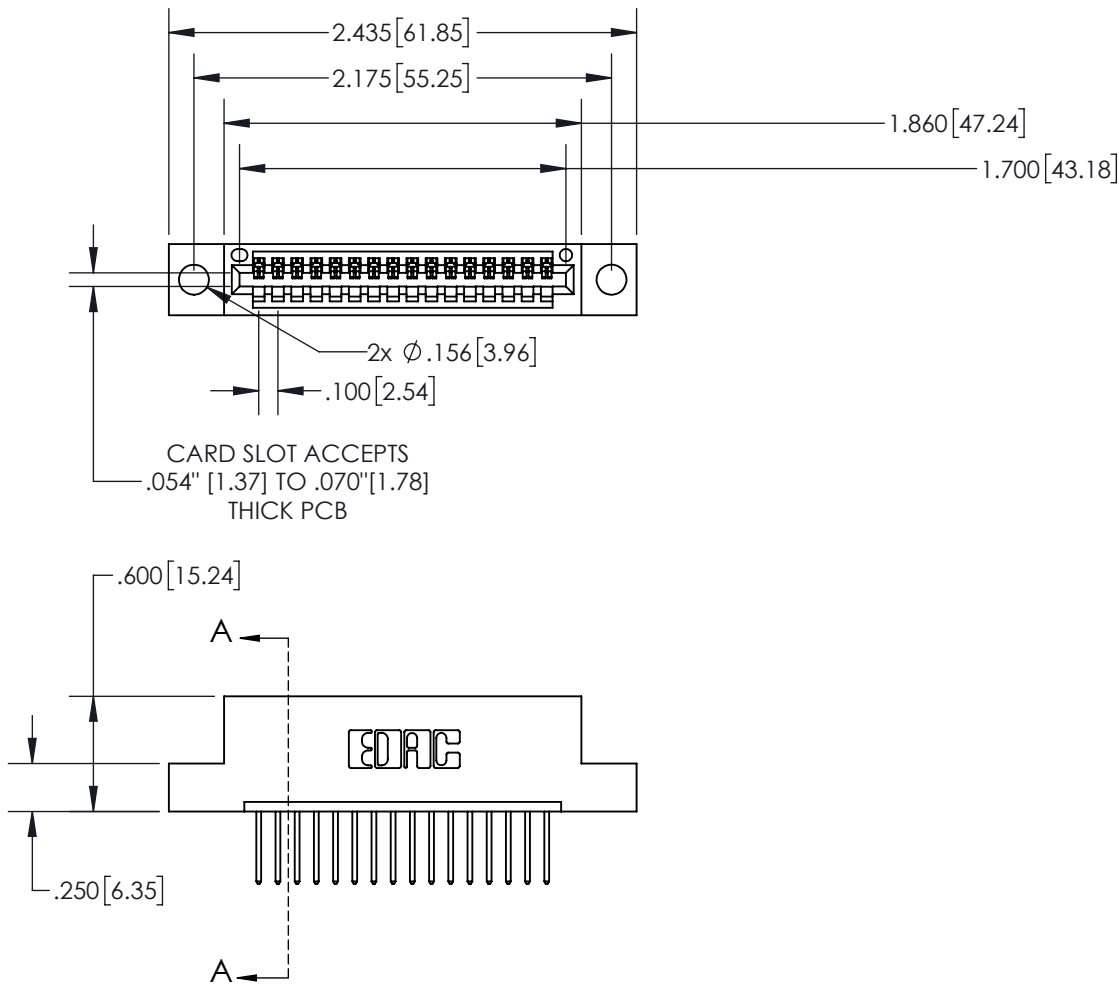 2.435[61.85]
2.175[55.25]
1.860[47.24]
1.700[43.18]
2x Ø.156[3.96]
.100[2.54]
CARD SLOT ACCEPTS
.054" [1.37] TO .070"[1.78]
THICK PCB
.600[15.24]
A
EDAC
.250[6.35]
A